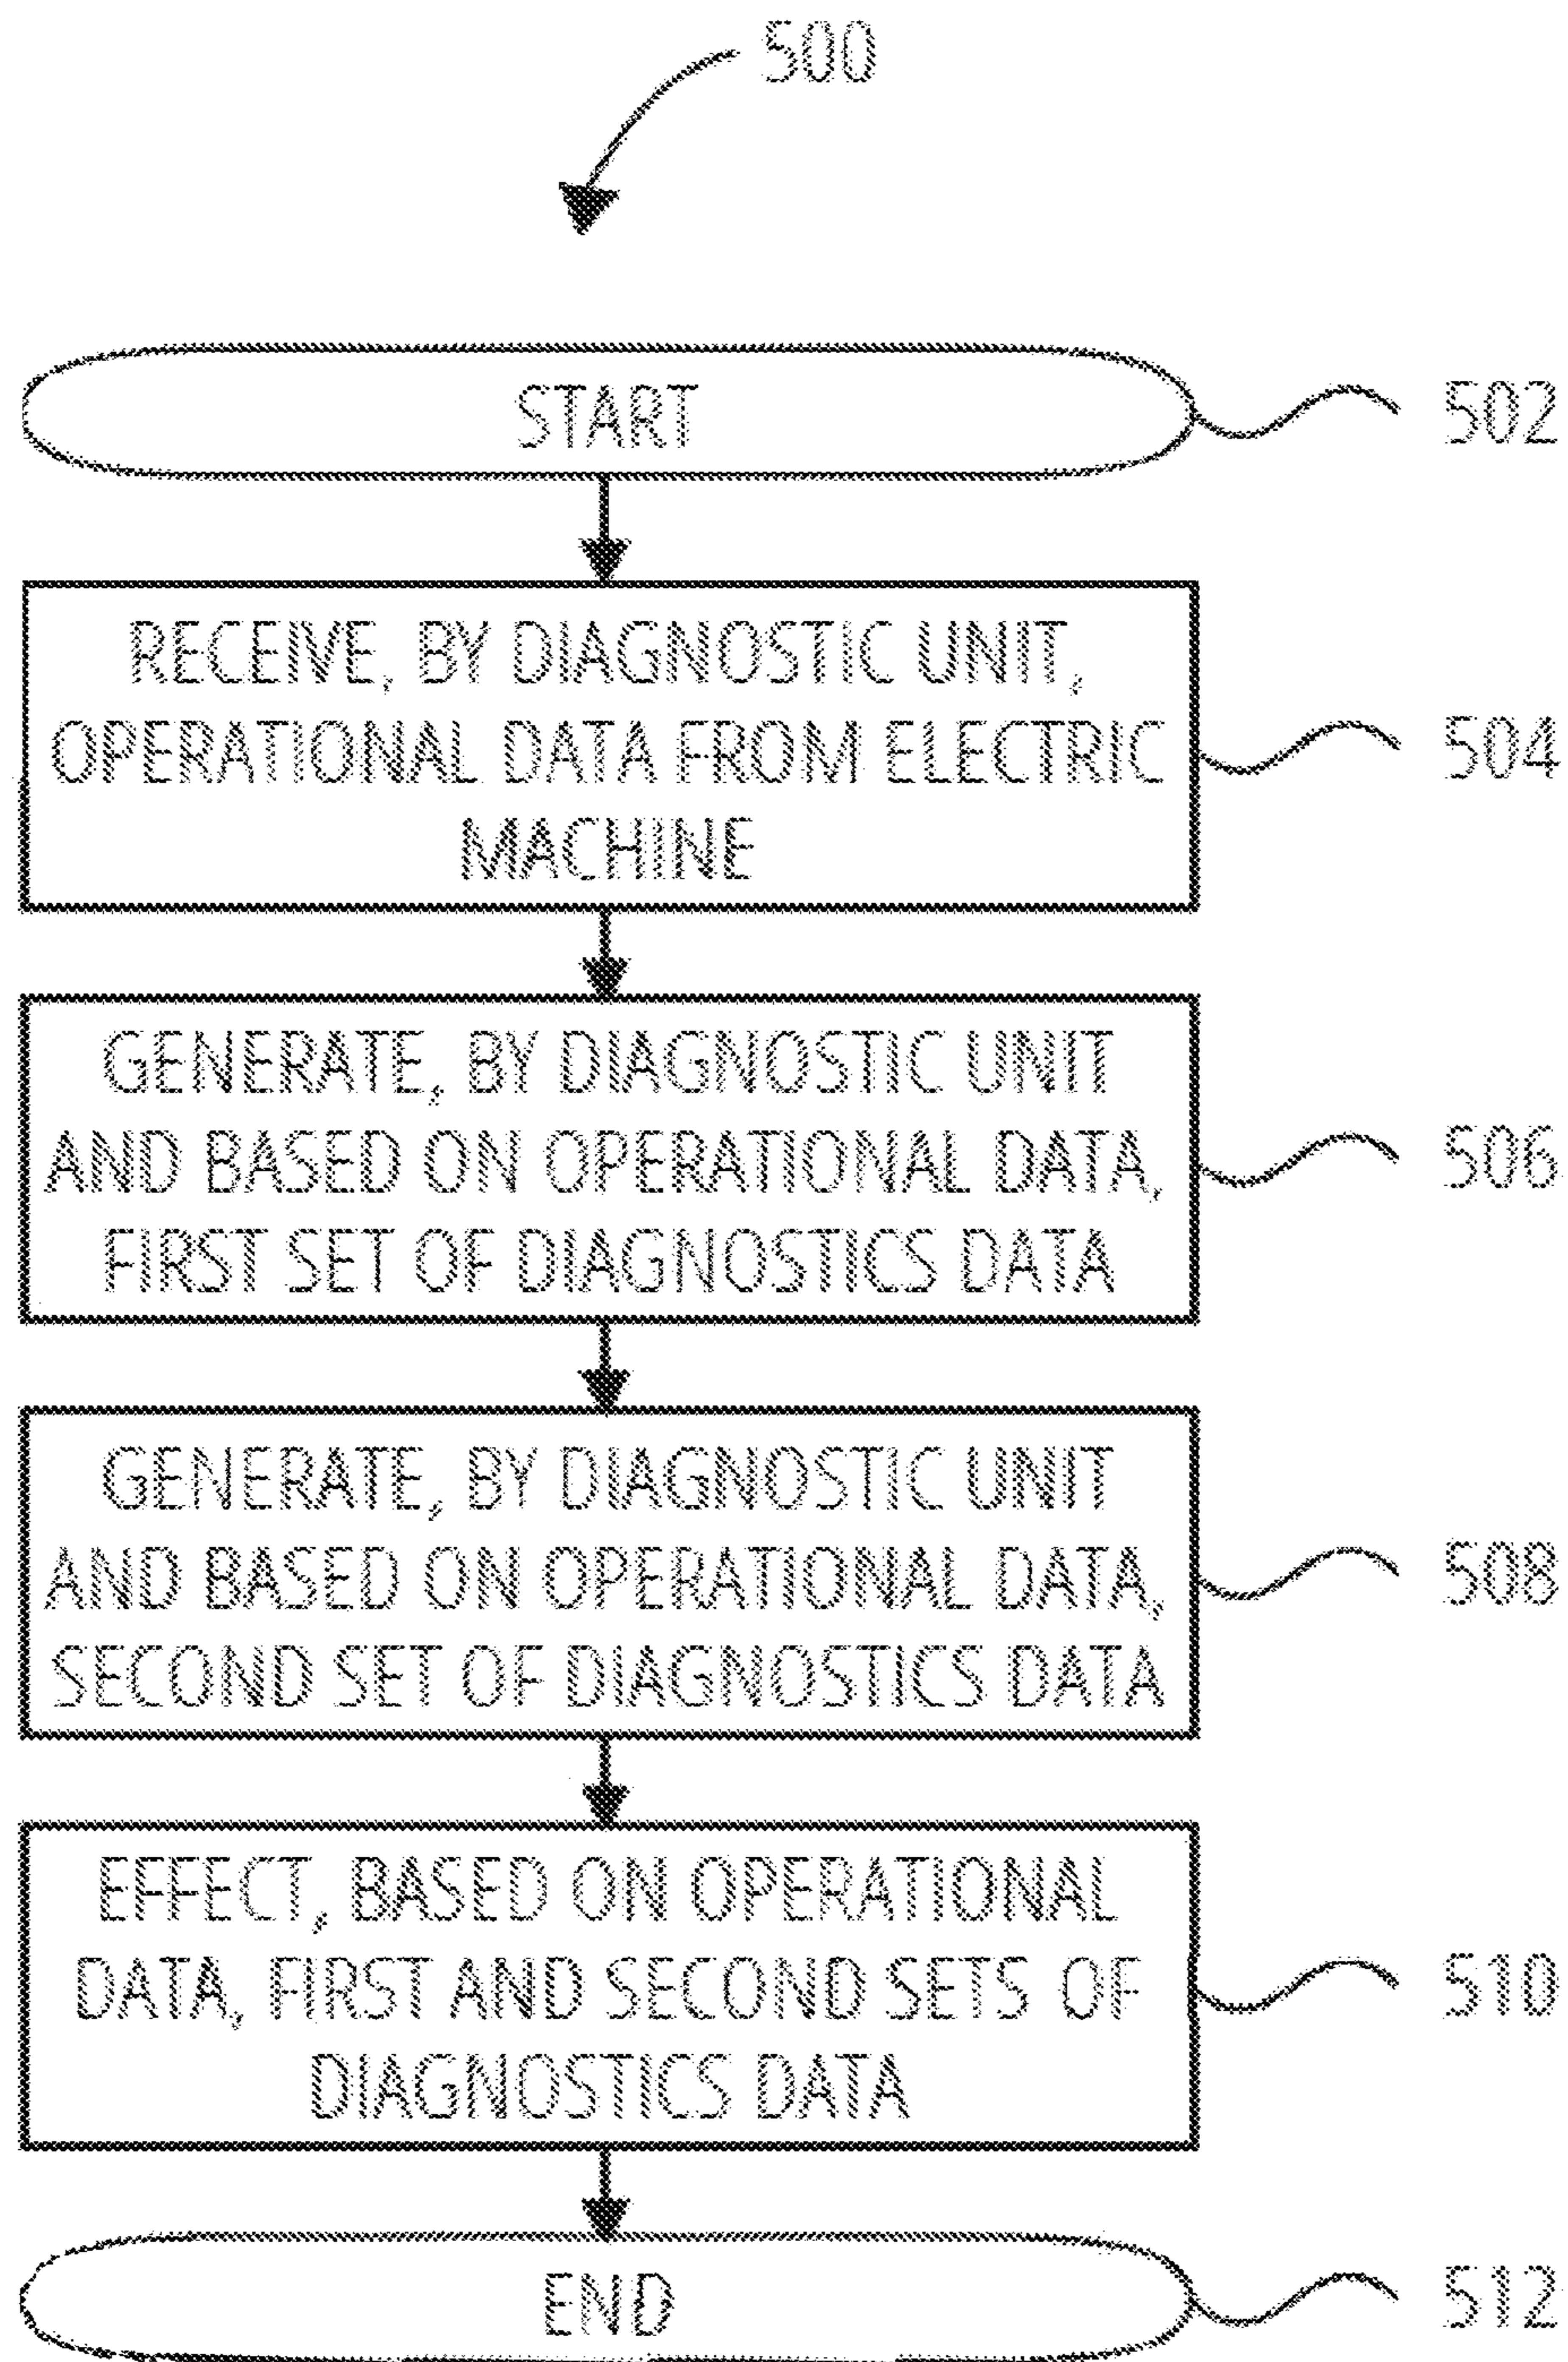 500
START
502
RECEIVE, BY DIAGNOSTIC UNIT,
OPERATIONAL DATA FROM ELECTRIC
MACHINE
504
GENERATE, BY DIAGNOSTIC UNIT
AND BASED ON OPERATIONAL DATA,
FIRST SET OF DIAGNOSTICS DATA
506
GENERATE, BY DIAGNOSTIC UNIT
AND BASED ON OPERATIONAL DATA,
SECOND SET OF DIAGNOSTICS DATA
508
EFFECT, BASED ON OPERATIONAL
DATA, FIRST AND SECOND SETS OF
DIAGNOSTICS DATA
510
END
512